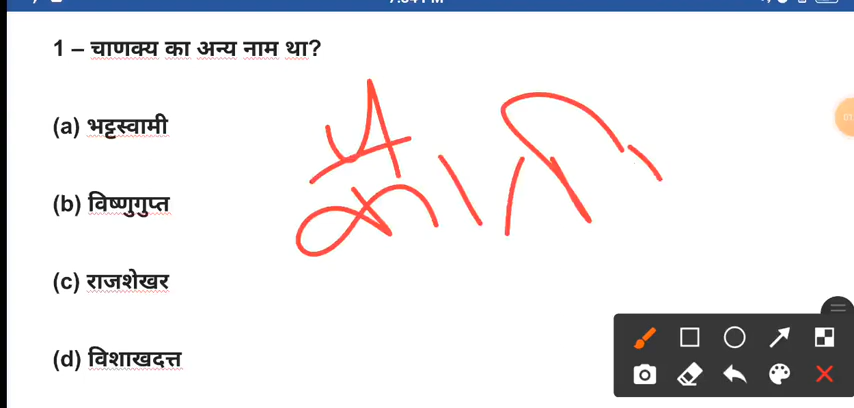 1 – चाणक्य का अन्य नाम था?
(a) भट्टस्वामी
(b) विष्णुगुप्त
(c) राजशेखर
(d) विशाखदत्त